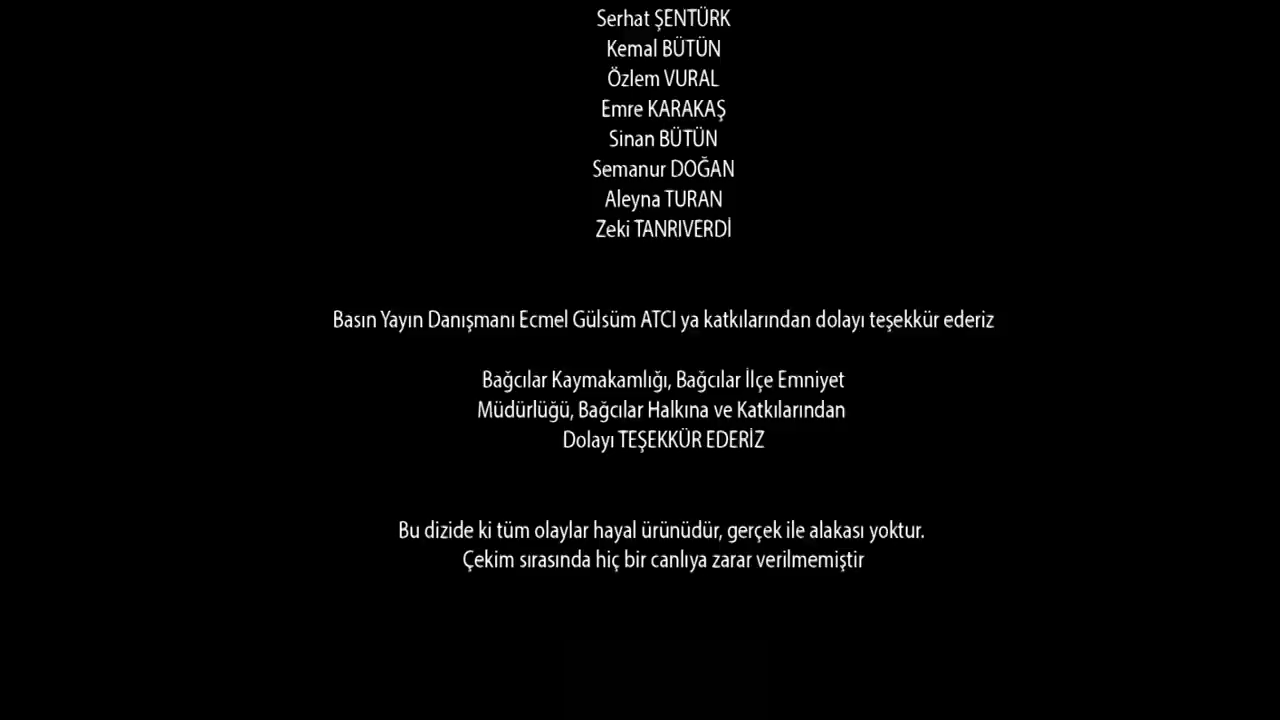 Serhat ŞENTÜRK
Kemal BÜTÜN
Özlem VURAL
Emre KARAKAŞ
Sinan BÜTÜN
Semanur DOĞAN
Aleyna TURAN
Zeki TANRIVERDİ
Basın Yayın Danışmanı Ecmel Gülsüm ATCI ya katkılarından dolayı teşekkür ederiz
Bağcılar Kaymakamlığı, Bağcılar İlçe Emniyet
Müdürlüğü, Bağcılar Halkına ve Katkılarından
Dolayı TEŞEKKÜR EDERİZ
Bu dizide ki tüm olaylar hayal ürünüdür, gerçek ile alakası yoktur.
Çekim sırasında hiç bir canlıya zarar verilmemiştir